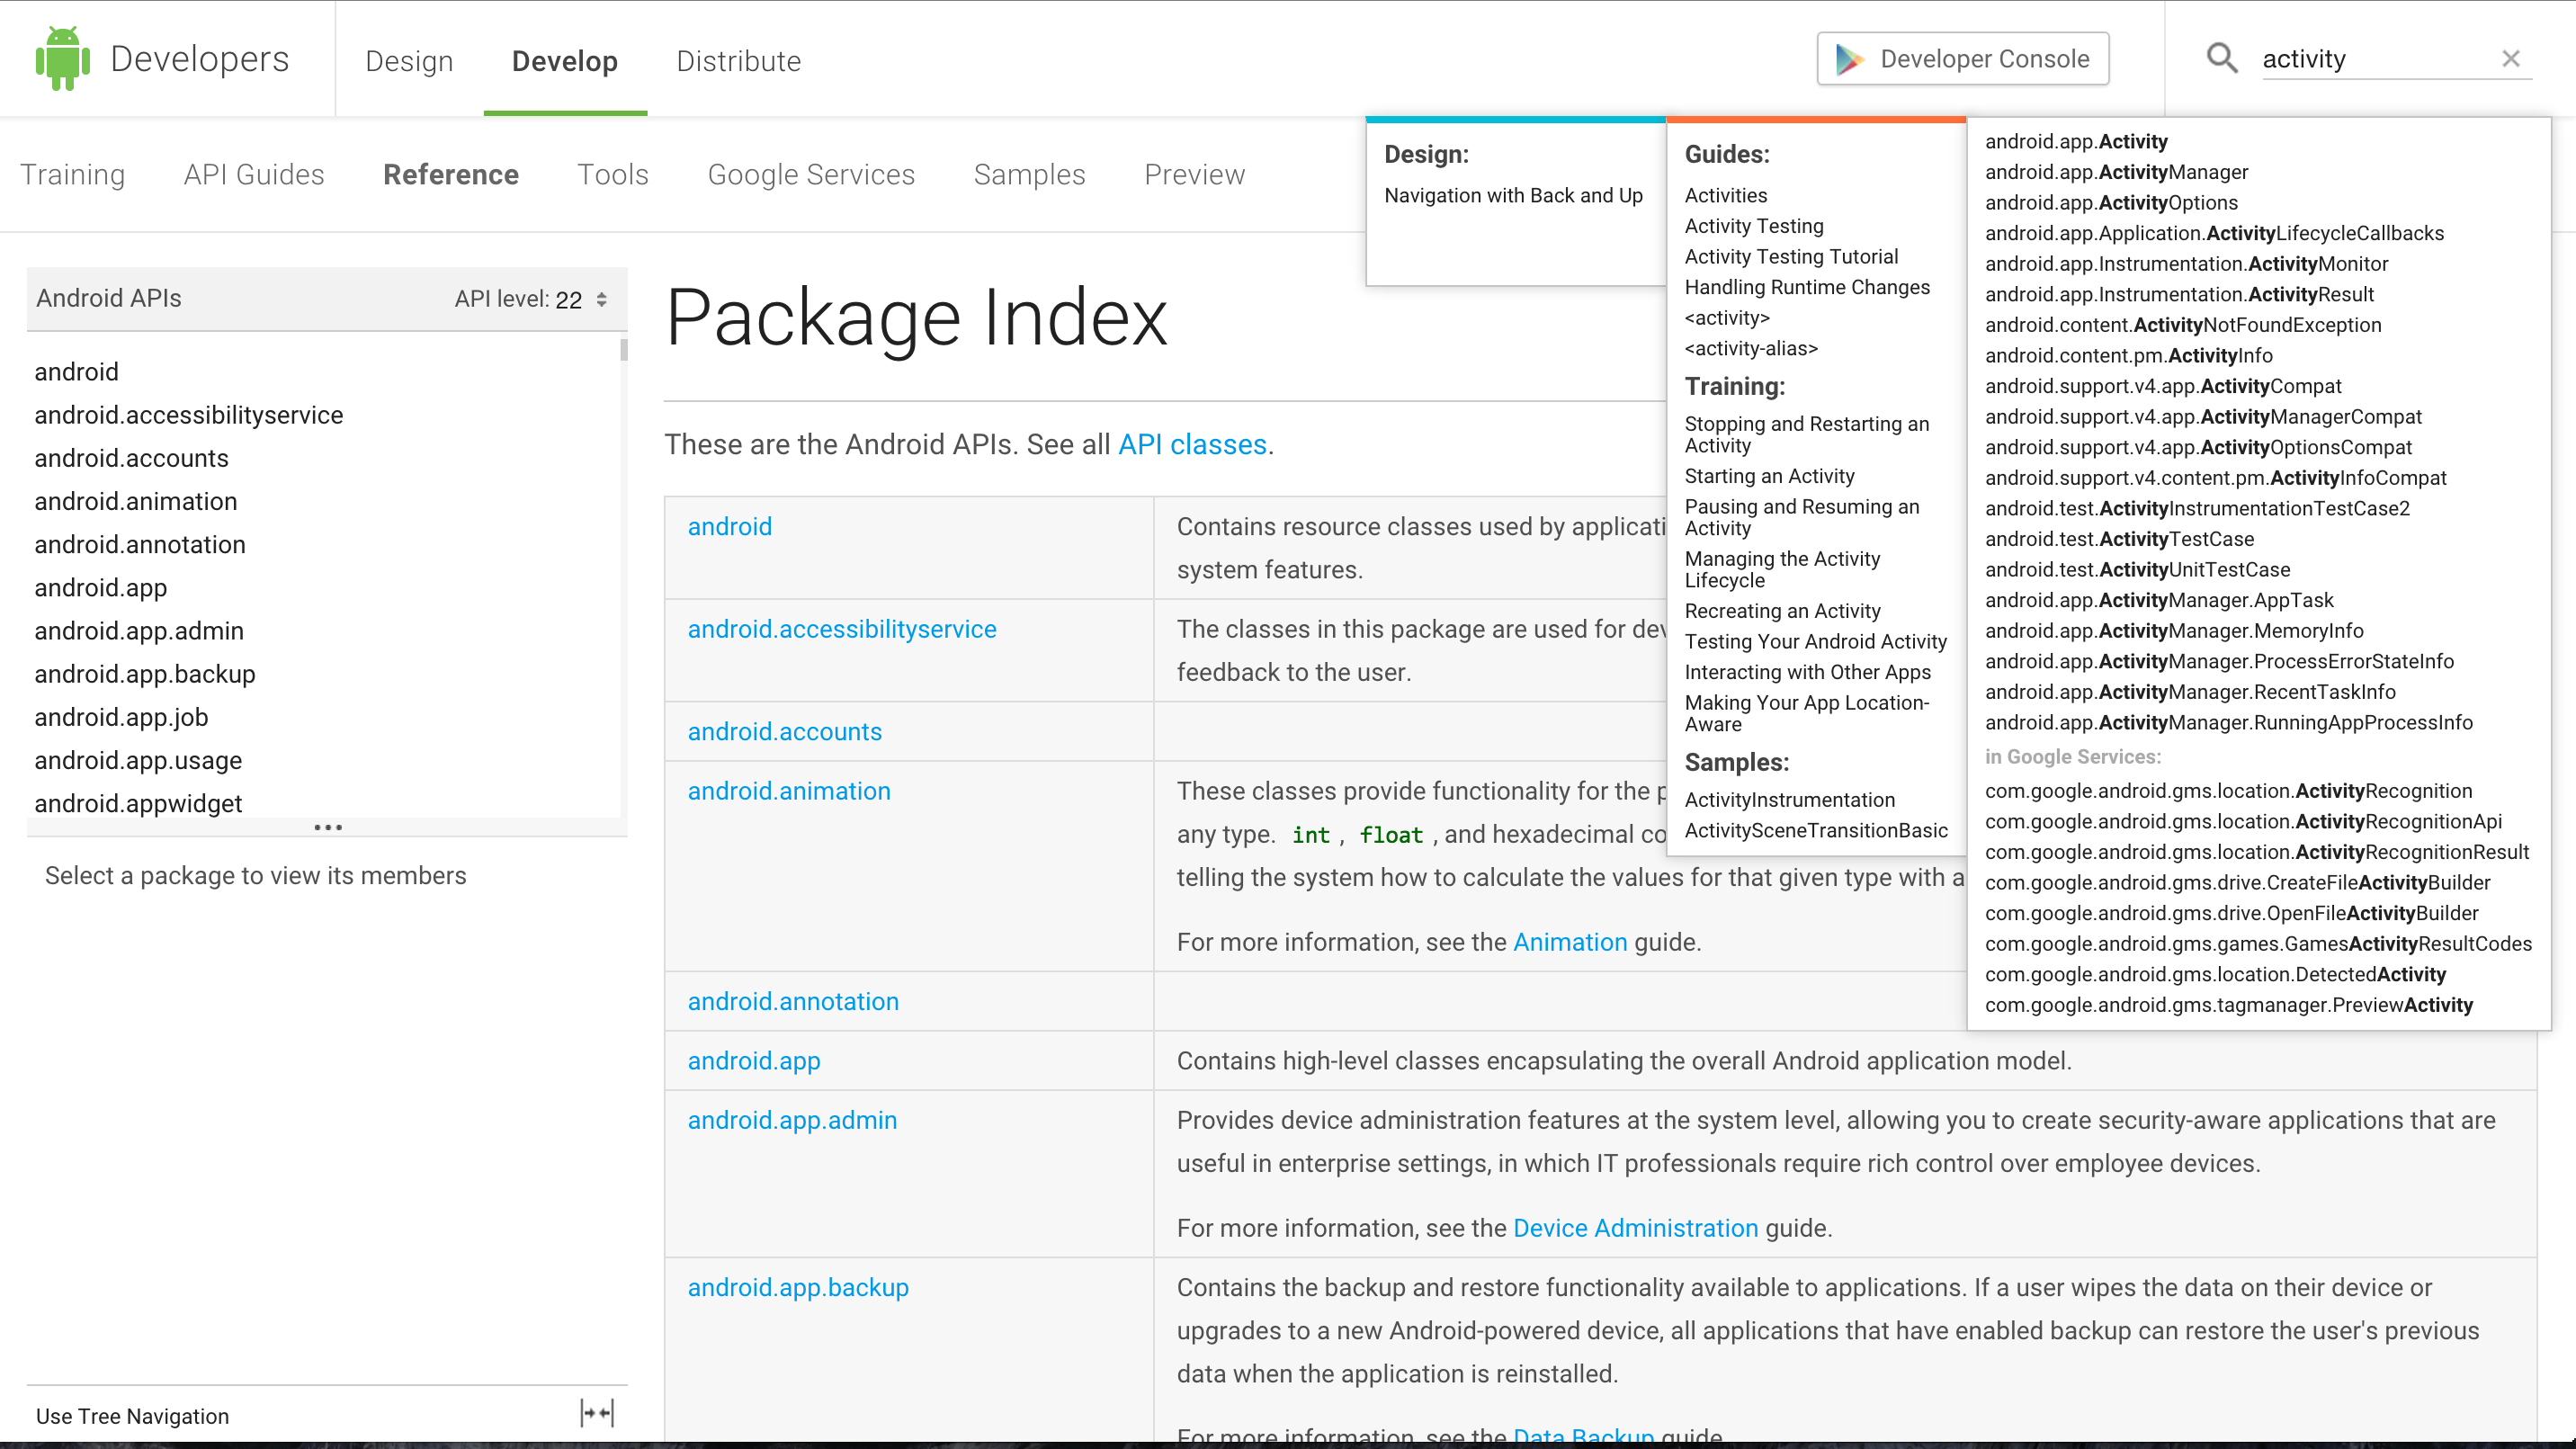 Developers
Design
Develop
Distribute
Developer Console
activity
Training
API Guides
Reference
Tools
Google Services
Samples
Preview
Android APIs
API level: 22
android
android.accessibilityservice
android.accounts
android.animation
android.annotation
android.app
android.app.admin
android.app.backup
android.app.job
android.app.usage
android.appwidget
Select a package to view its members
Use Tree Navigation
Package Index
These are the Android APIs. See all API classes.
android
Contains resource classes used by applicati
system features.
android.accessibilityservice
The classes in this package are used for dev
feedback to the user.
android.accounts
android.animation
These classes provide functionality for the p
any type. int , float , and hexadecimal co
telling the system how to calculate the values for that given type with a
For more information, see the Animation guide.
android.annotation
android.app
Contains high-level classes encapsulating the overall Android application model.
android.app.admin
Provides device administration features at the system level, allowing you to create security-aware applications that are
useful in enterprise settings, in which IT professionals require rich control over employee devices.
For more information, see the Device Administration guide.
android.app.backup
Contains the backup and restore functionality available to applications. If a user wipes the data on their device or
upgrades to a new Android-powered device, all applications that have enabled backup can restore the user's previous
data when the application is reinstalled.
For more information, see the Data Backup guide.
Design:
Navigation with Back and Up
Guides:
Activities
Activity Testing
Activity Testing Tutorial
Handling Runtime Changes
<activity>
<activity-alias>
Training:
Stopping and Restarting an
Activity
Starting an Activity
Pausing and Resuming an
Activity
Managing the Activity
Lifecycle
Recreating an Activity
Testing Your Android Activity
Interacting with Other Apps
Making Your App Location-
Aware
Samples:
ActivityInstrumentation
ActivitySceneTransitionBasic
android.app.Activity
android.app.ActivityManager
android.app.ActivityOptions
android.app.Application.ActivityLifecycleCallbacks
android.app.Instrumentation.ActivityMonitor
android.app.Instrumentation.ActivityResult
android.content.ActivityNotFoundException
android.content.pm.ActivityInfo
android.support.v4.app.ActivityCompat
android.support.v4.app.ActivityManagerCompat
android.support.v4.app.ActivityOptionsCompat
android.support.v4.content.pm.ActivityInfoCompat
android.test.ActivityInstrumentationTestCase2
android.test.ActivityTestCase
android.test.ActivityUnitTestCase
android.app.ActivityManager.AppTask
android.app.ActivityManager.MemoryInfo
android.app.ActivityManager.ProcessErrorStateInfo
android.app.ActivityManager.RecentTaskInfo
android.app.ActivityManager.RunningAppProcessInfo
in Google Services:
com.google.android.gms.location.ActivityRecognition
com.google.android.gms.location.ActivityRecognitionApi
com.google.android.gms.location.ActivityRecognitionResult
com.google.android.gms.drive.CreateFileActivityBuilder
com.google.android.gms.drive.OpenFileActivityBuilder
com.google.android.gms.games.GamesActivityResultCodes
com.google.android.gms.location.DetectedActivity
com.google.android.gms.tagmanager.PreviewActivity